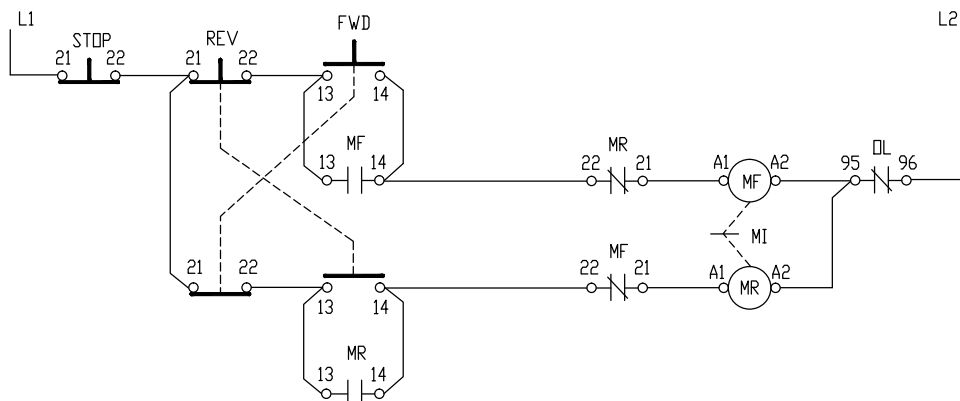 L1 L2
FWD
STOP REV
21 22 21 22
13 14
MF
13 14
MR OL
22 21 A1 A2 95 96
MF
MI
MF
21 22 22 21 A1 A2
MR
13 14
MR
13 14